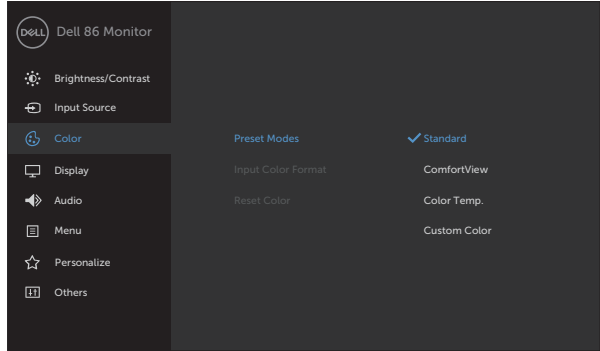 DELL Dell 86 Monitor
Brightness/Contrast
Input Source
Color
Preset Modes
Standard
Display
Input Color Format
ComfortView
Audio
Reset Color
Color Temp.
Menu
Custom Color
Personalize
Others